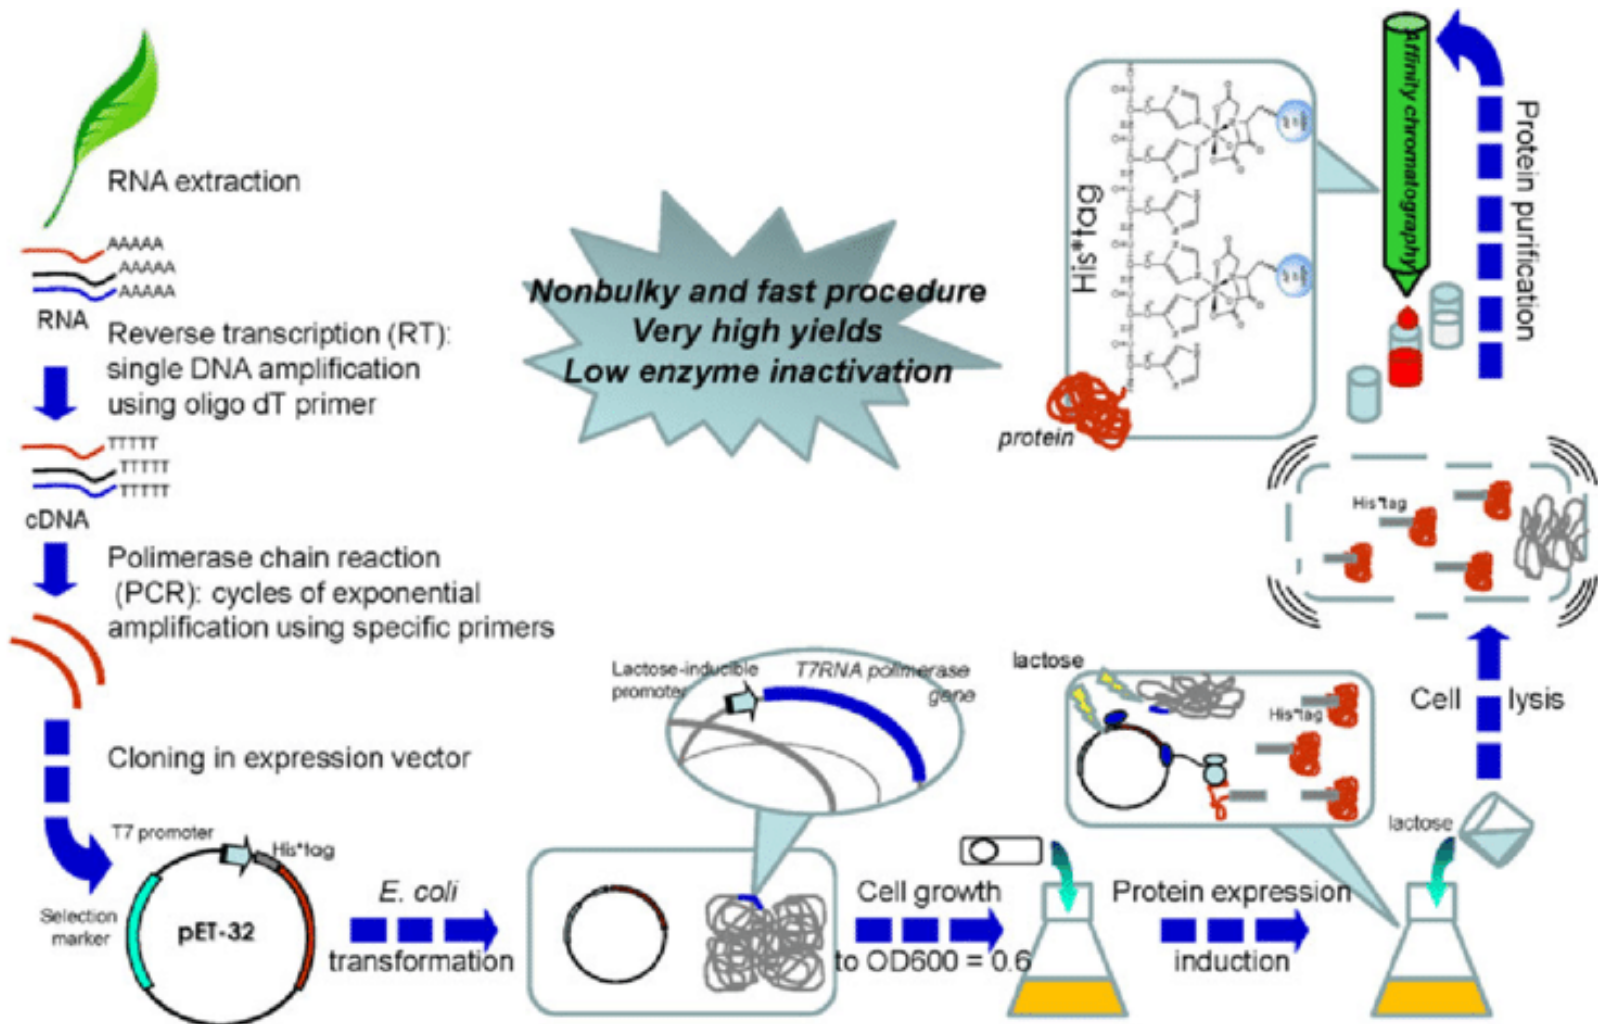 RNA extraction
AAAAA
AAAAA
AAAAA
RNA
Reverse transcription (RT):
single DNA amplification
using oligo dT primer
TTTTT
TTTTT
TTTTT
cDNA
Polimerase chain reaction
(PCR): cycles of exponential
amplification using specific primers
Cloning in expression vector
T7 promoter
His*tag
Selection
marker
pET-32
E. coli
transformation
Lactose-inducible
promoter
T7RNA polimerase
gene
Cell growth
to OD600 = 0.6
Protein expression
induction
lactose
His*tag
lactose
Cell lysis
His*tag
Protein purification
Affinity chromatography
His*tag
protein
Nonbulky and fast procedure
Very high yields
Low enzyme inactivation